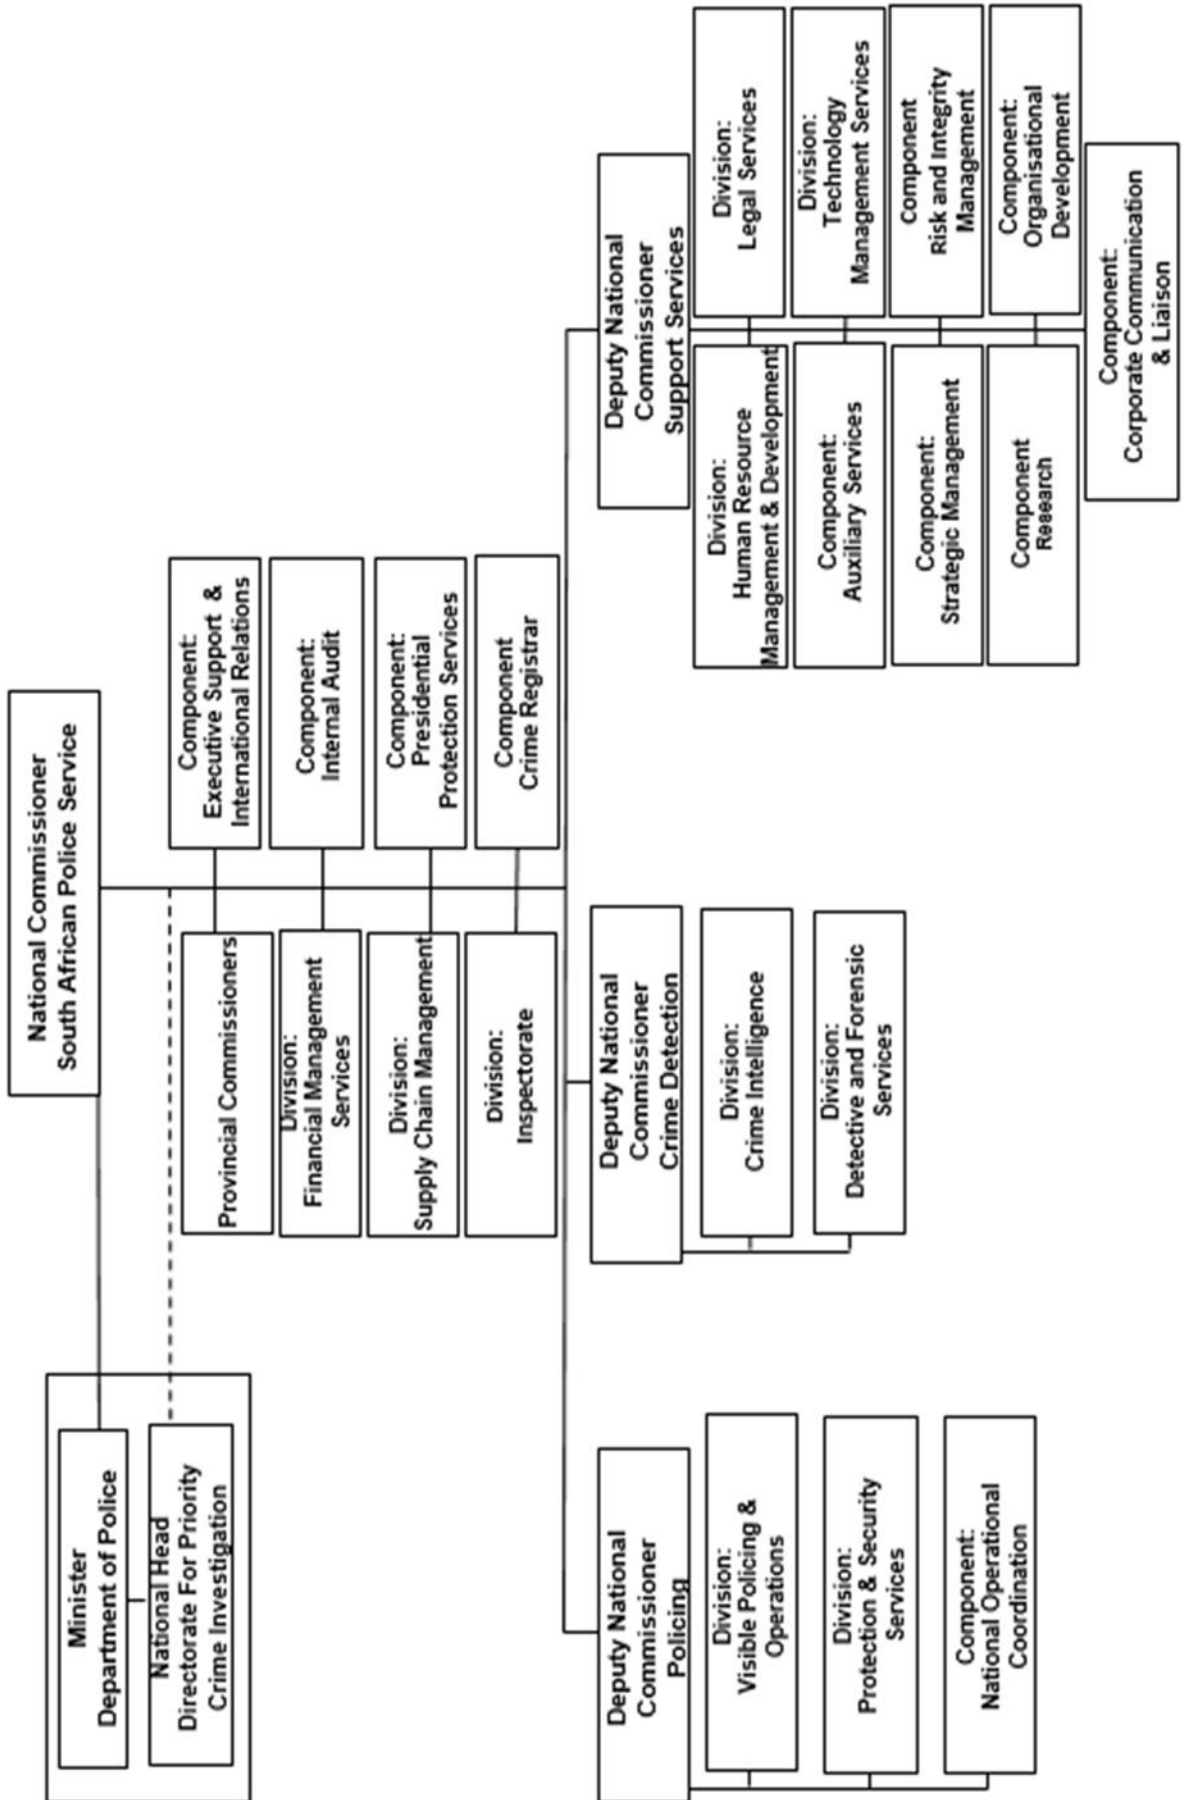 Minister
Department of Police
National Head
Directorate For Priority
Crime Investigation
National Commissioner
South African Police Service
Provincial Commissioners
Component:
Executive Support &
International Relations
Division:
Financial Management
Services
Component:
Internal Audit
Division:
Supply Chain Management
Component:
Presidential
Protection Services
Division:
Inspectorate
Component
Crime Registrar
Deputy National
Commissioner
Policing
Division:
Visible Policing &
Operations
Division:
Protection & Security
Services
Component:
National Operational
Coordination
Deputy National
Commissioner
Crime Detection
Division:
Crime Intelligence
Division:
Detective and Forensic
Services
Deputy National
Commissioner
Support Services
Division:
Human Resource
Management & Development
Division:
Legal Services
Component:
Auxiliary Services
Division:
Technology
Management Services
Component:
Strategic Management
Component
Risk and Integrity
Management
Component
Research
Component:
Organisational
Development
Component:
Corporate Communication
& Liaison